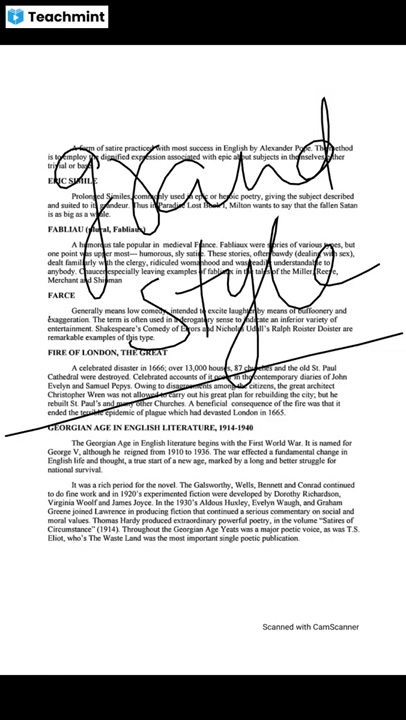 Teachmint
A form of satire practiced with most success in English by Alexander Pope. The method
is to employ the dignified expression associated with epic about subjects in themselves either
trivial or base.
EPIC SIMILE
Prolonged Similes, commonly used in epic or heroic poetry, giving the subject described
and suited to its grandeur. Thus in Paradise Lost Book I, Milton wants to say that the fallen Satan
is as big as a whale.
FABLIAU (plural, Fabliaux)
A humorous tale popular in medieval France. Fabliaux were stories of various types, but
one point was uppermost--- humorous, sly satire. These stories, often bawdy (dealing with sex),
dealt familiarly with the clergy, ridiculed womanhood and was readily understandable to
anybody. Chaucer especially leaving examples of fabliaux in the tales of the Miller, Reeve,
Merchant and Shipman
FARCE
Generally means low comedy, intended to excite laughter by means of buffoonery and
exaggeration. The term is often used in a derogatory sense to indicate an inferior variety of
entertainment. Shakespeare's Comedy of Errors and Nicholas Udall's Ralph Roister Doister are
remarkable examples of this type.
Grand
Style
FIRE OF LONDON, THE GREAT
A celebrated disaster in 1666; over 13,000 houses, 87 churches and the old St. Paul
Cathedral were destroyed. Celebrated accounts of it occur in the contemporary diaries of John
Evelyn and Samuel Pepys. Owing to disagreements among the citizens, the great architect
Christopher Wren was not allowed to carry out his great plan for rebuilding the city; but he
rebuilt St. Paul's and many other Churches. A beneficial consequence of the fire was that it
ended the terrible epidemic of plague which had devasted London in 1665.
GEORGIAN AGE IN ENGLISH LITERATURE, 1914-1940
The Georgian Age in English literature begins with the First World War. It is named for
George V, although he reigned from 1910 to 1936. The war effected a fundamental change in
English life and thought, a true start of a new age, marked by a long and better struggle for
national survival.
It was a rich period for the novel. The Galsworthy, Wells, Bennett and Conrad continued
to do fine work and in 1920's experimented fiction were developed by Dorothy Richardson,
Virginia Woolf and James Joyce. In the 1930's Aldous Huxley, Evelyn Waugh, and Graham
Greene joined Lawrence in producing fiction that continued a serious commentary on social and
moral values. Thomas Hardy produced extraordinary powerful poetry, in the volume "Satires of
Circumstance" (1914). Throughout the Georgian Age Yeats was a major poetic voice, as was T.S.
Eliot, who's The Waste Land was the most important single poetic publication.
Scanned with CamScanner